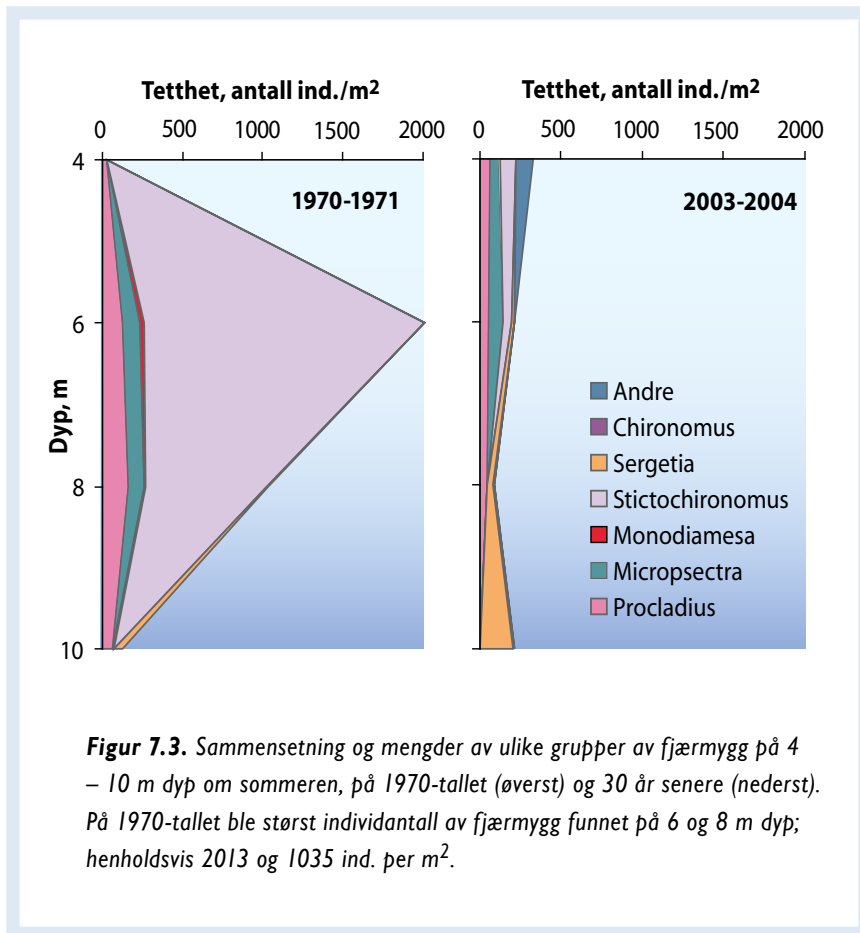 Tetthet, antall ind./m2
0 500 1000 1500 2000
4
6
8
10
Dyp, m
1970-1971
Tetthet, antall ind./m2
0 500 1000 1500 2000
2003-2004
Andre
Chironomus
Sergetia
Stictochironomus
Monodiamesa
Micropsectra
Procladius
Figur 7.3. Sammensetning og mengder av ulike grupper av fjærmygg på 4
– 10 m dyp om sommeren, på 1970-tallet (øverst) og 30 år senere (nederst).
På 1970-tallet ble størst individantall av fjærmygg funnet på 6 og 8 m dyp;
henholdsvis 2013 og 1035 ind. per m2.